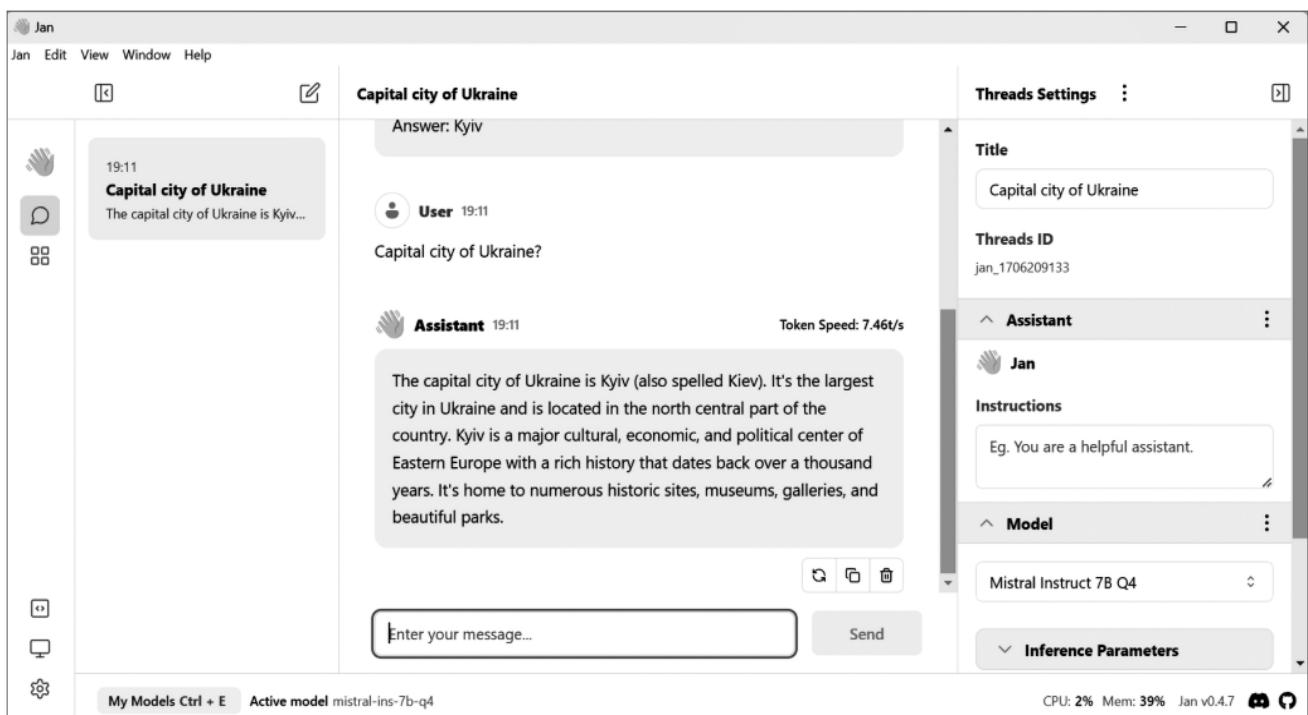 Jan
Jan Edit View Window Help
Capital city of Ukraine
Threads Settings
19:11
Capital city of Ukraine
The capital city of Ukraine is Kyiv...
Answer: Kyiv
User 19:11
Capital city of Ukraine?
Assistant 19:11
Token Speed: 7.46t/s
The capital city of Ukraine is Kyiv (also spelled Kiev). It's the largest
city in Ukraine and is located in the north central part of the
country. Kyiv is a major cultural, economic, and political center of
Eastern Europe with a rich history that dates back over a thousand
years. It's home to numerous historic sites, museums, galleries, and
beautiful parks.
Enter your message...
Send
Title
Capital city of Ukraine
Threads ID
jan_1706209133
Assistant
Jan
Instructions
Eg. You are a helpful assistant.
Model
Mistral Instruct 7B Q4
Inference Parameters
My Models Ctrl + E
Active model mistral-ins-7b-q4
CPU: 2% Mem: 39% Jan v0.4.7